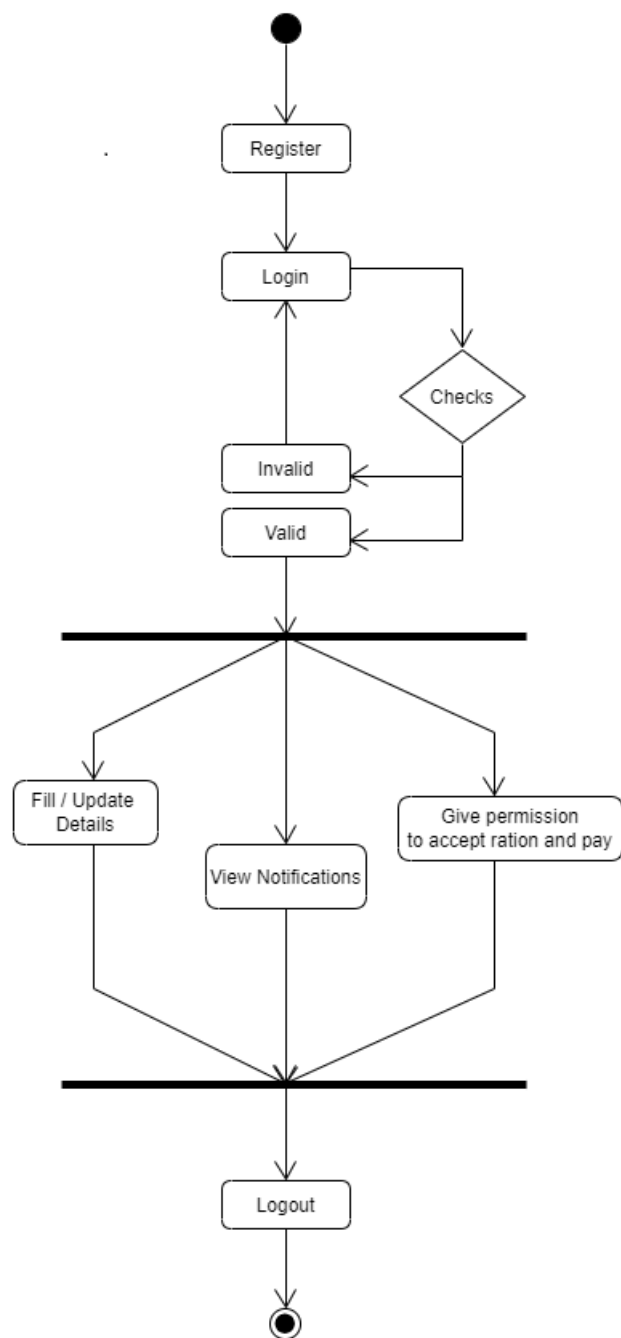 Register
Login
Checks
Invalid
Valid
Fill / Update
Details
View Notifications
Give permission
to accept ration and pay
Logout